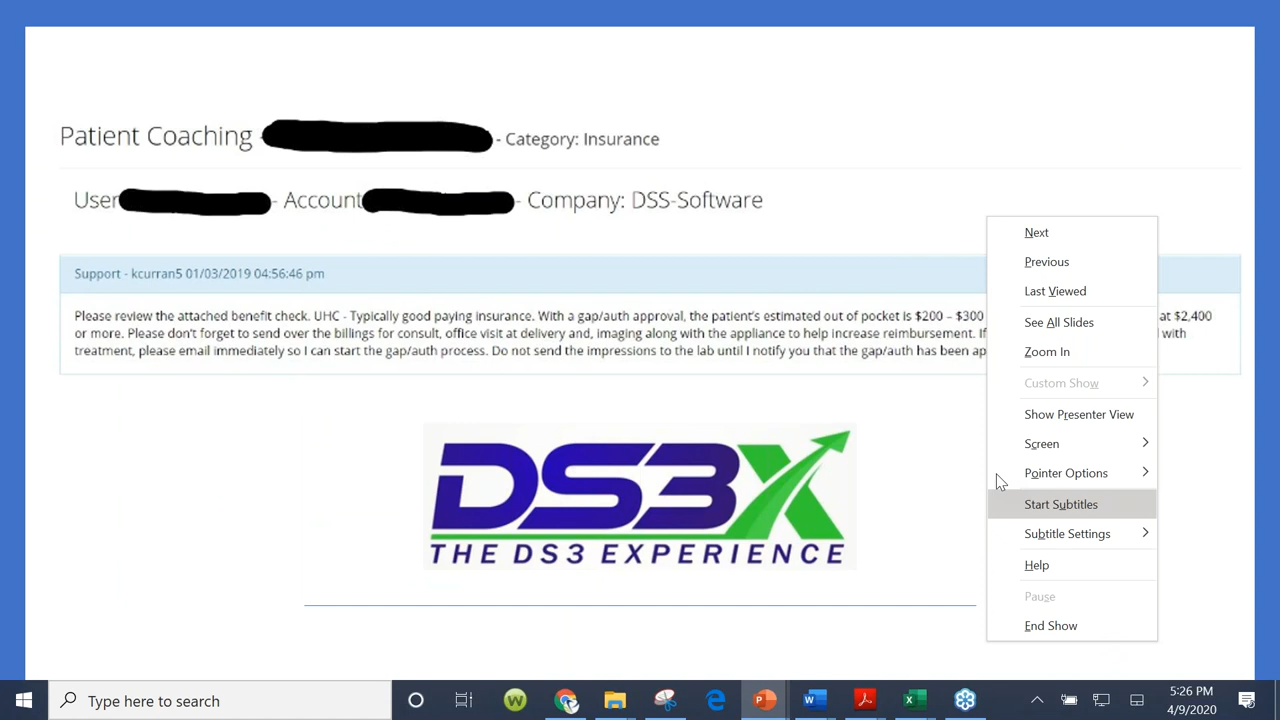 Patient Coaching - - Category: Insurance
User - Account - Company: DSS-Software
Support - kcurran5 01/03/2019 04:56:46 pm
Please review the attached benefit check. UHC - Typically good paying insurance. With a gap/auth approval, the patient's estimated out of pocket is $200 – $300 at $2,400
or more. Please don't forget to send over the billings for consult, office visit at delivery and, imaging along with the appliance to help increase reimbursement. If with
treatment, please email immediately so I can start the gap/auth process. Do not send the impressions to the lab until I notify you that the gap/auth has been ap
Next
Previous
Last Viewed
See All Slides
Zoom In
Custom Show
Show Presenter View
Screen
Pointer Options
Start Subtitles
Subtitle Settings
Help
Pause
End Show
DS3X
THE DS3 EXPERIENCE
Type here to search
5:26 PM
4/9/2020